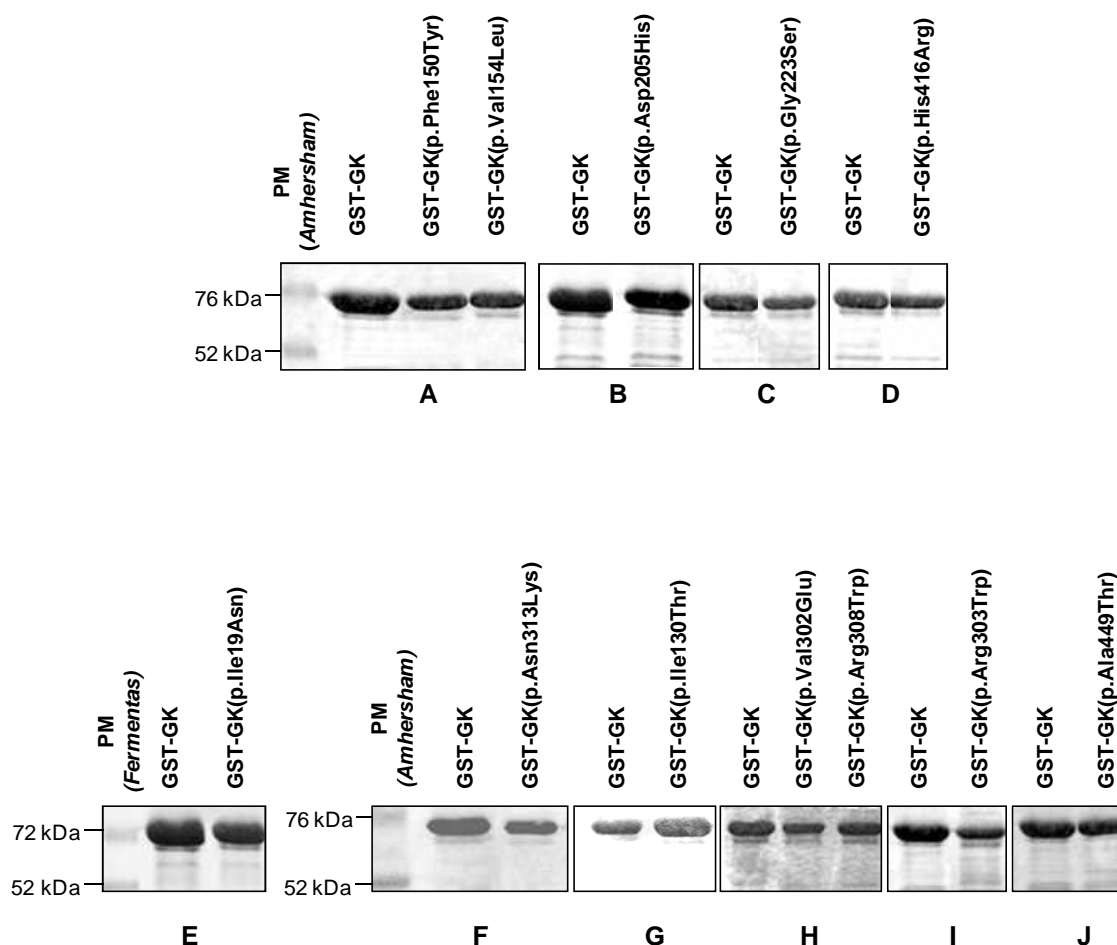 PM
(Amhersham)
GST-GK
GST-GK(p.Phe150Tyr)
GST-GK(p.Val154Leu)
GST-GK
GST-GK(p.Asp205His)
GST-GK
GST-GK(p.Gly223Ser)
GST-GK
GST-GK(p.His416Arg)
76 kDa
52 kDa
A
B
C
D
PM
(Fermentas)
GST-GK
GST-GK(p.Ile19Asn)
PM
(Amhersham)
GST-GK
GST-GK(p.Asn313Lys)
GST-GK
GST-GK(p.Ile130Thr)
GST-GK
GST-GK(p.Val302Glu)
GST-GK(p.Arg308Trp)
GST-GK
GST-GK(p.Arg303Trp)
GST-GK
GST-GK(p.Ala449Thr)
72 kDa
52 kDa
76 kDa
52 kDa
E
F
G
H
I
J